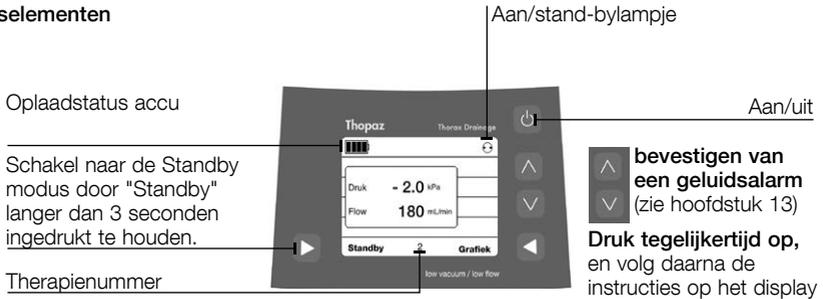 selementen
Aan/stand-bylampje
Oplaadstatus accu
Aan/uit
Thopaz
Thorax Drainage
Schakel naar de Standby
modus door "Standby"
langer dan 3 seconden
ingedrukt te houden.
Druk - 2.0 kPa
Flow 180 mL/min
Standby 2 Grafiek
low vacuum / low flow
bevestigen van
een geluidsalarm
(zie hoofdstuk 13)
Druk tegelijkertijd op,
en volg daarna de
instructies op het display
Therapienummer